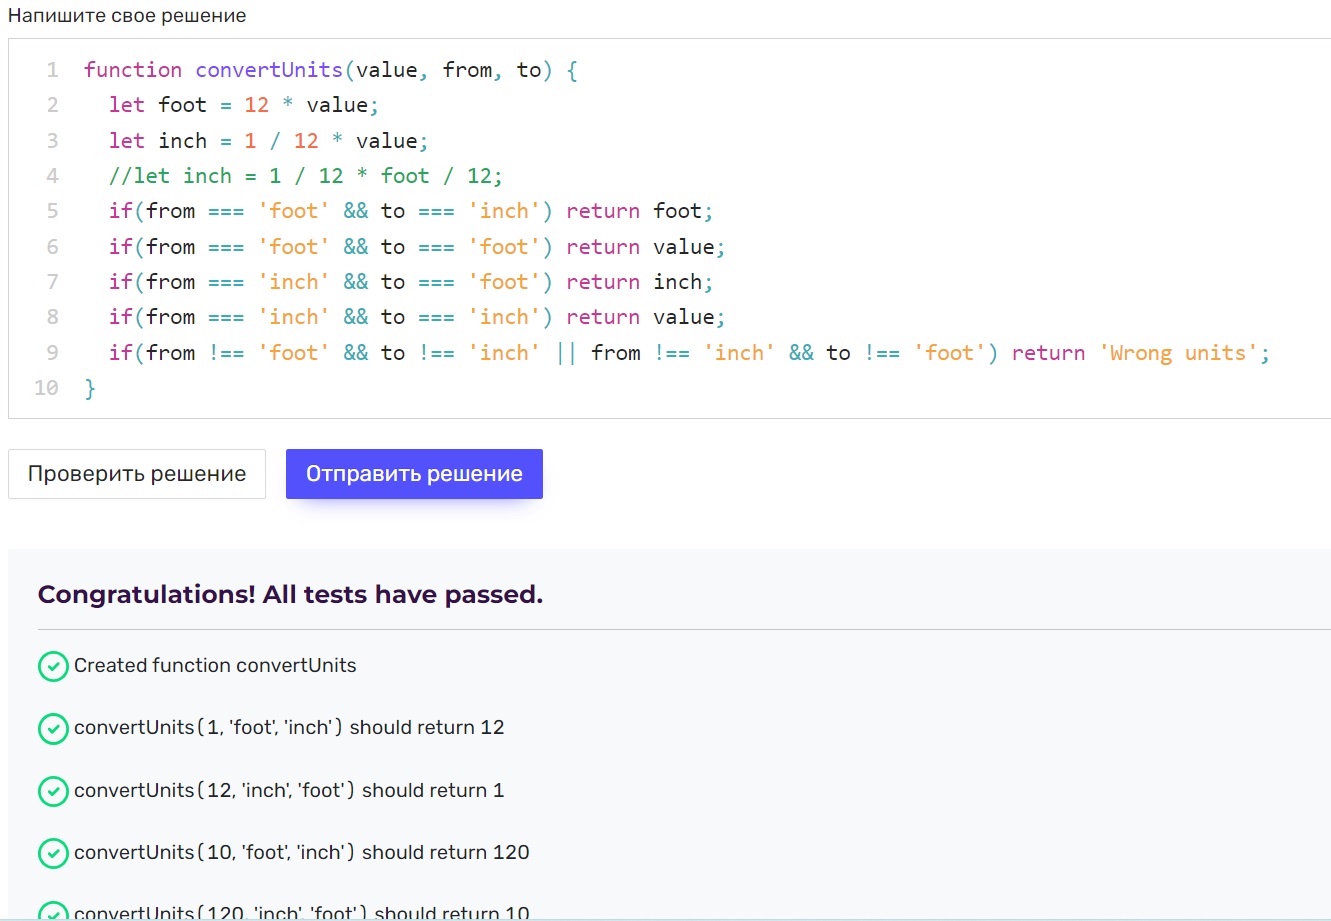 Напишите свое решение
1 function convertUnits(value, from, to) {
2 let foot = 12 * value;
3 let inch = 1 / 12 * value;
4 //let inch = 1 / 12 * foot / 12;
5 if(from === 'foot' && to === 'inch') return foot;
6 if(from === 'foot' && to === 'foot') return value;
7 if(from === 'inch' && to === 'foot') return inch;
8 if(from === 'inch' && to === 'inch') return value;
9 if(from !== 'foot' && to !== 'inch' || from !== 'inch' && to !== 'foot') return 'Wrong units';
10 }
Проверить решение Отправить решение
Congratulations! All tests have passed.
Created function convertUnits
convertUnits(1, 'foot', 'inch') should return 12
convertUnits(12, 'inch', 'foot') should return 1
convertUnits(10, 'foot', 'inch') should return 120
convertUnits(120, 'inch', 'foot') should return 10